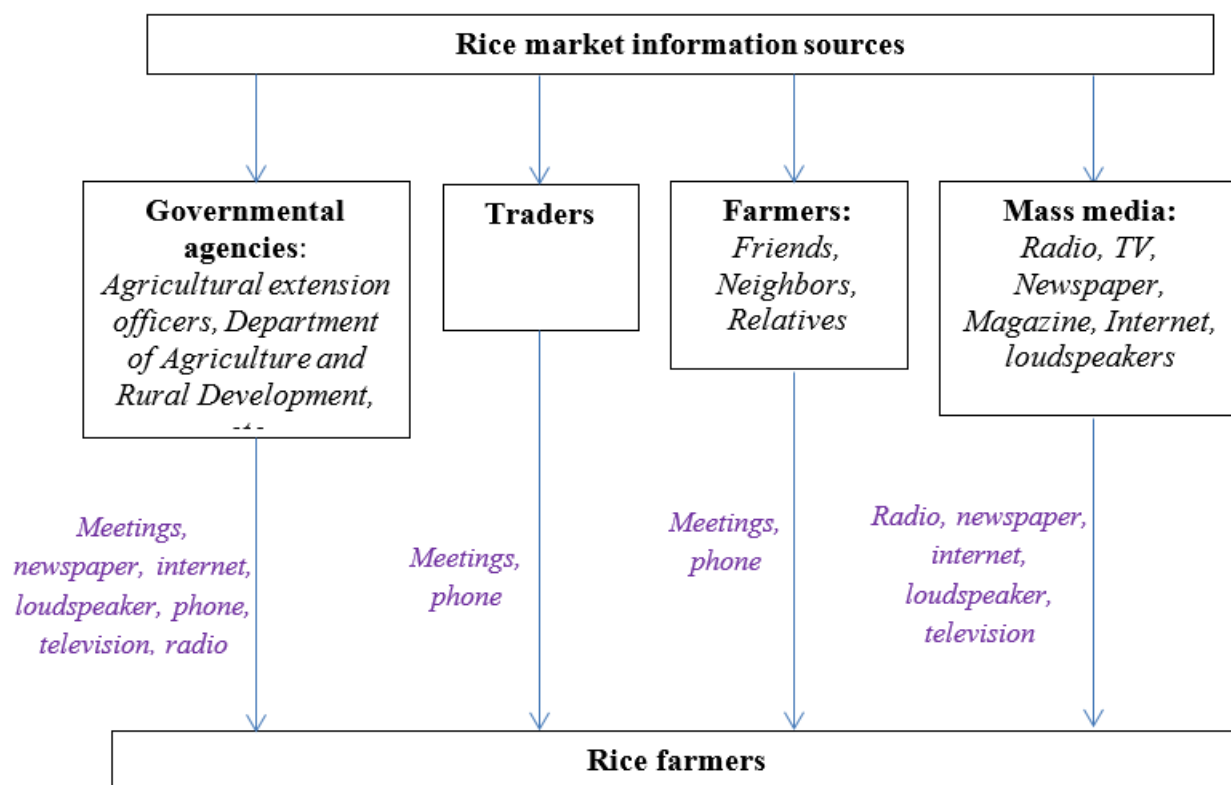 Rice market information sources
Governmental
agencies:
Agricultural extension
officers, Department
of Agriculture and
Rural Development,
Traders
Farmers:
Friends,
Neighbors,
Relatives
Mass media:
Radio, TV,
Newspaper,
Magazine, Internet,
loudspeakers
Meetings,
newspaper, internet,
loudspeaker, phone,
television, radio
Meetings,
phone
Meetings,
phone
Radio, newspaper,
internet,
loudspeaker,
television
Rice farmers